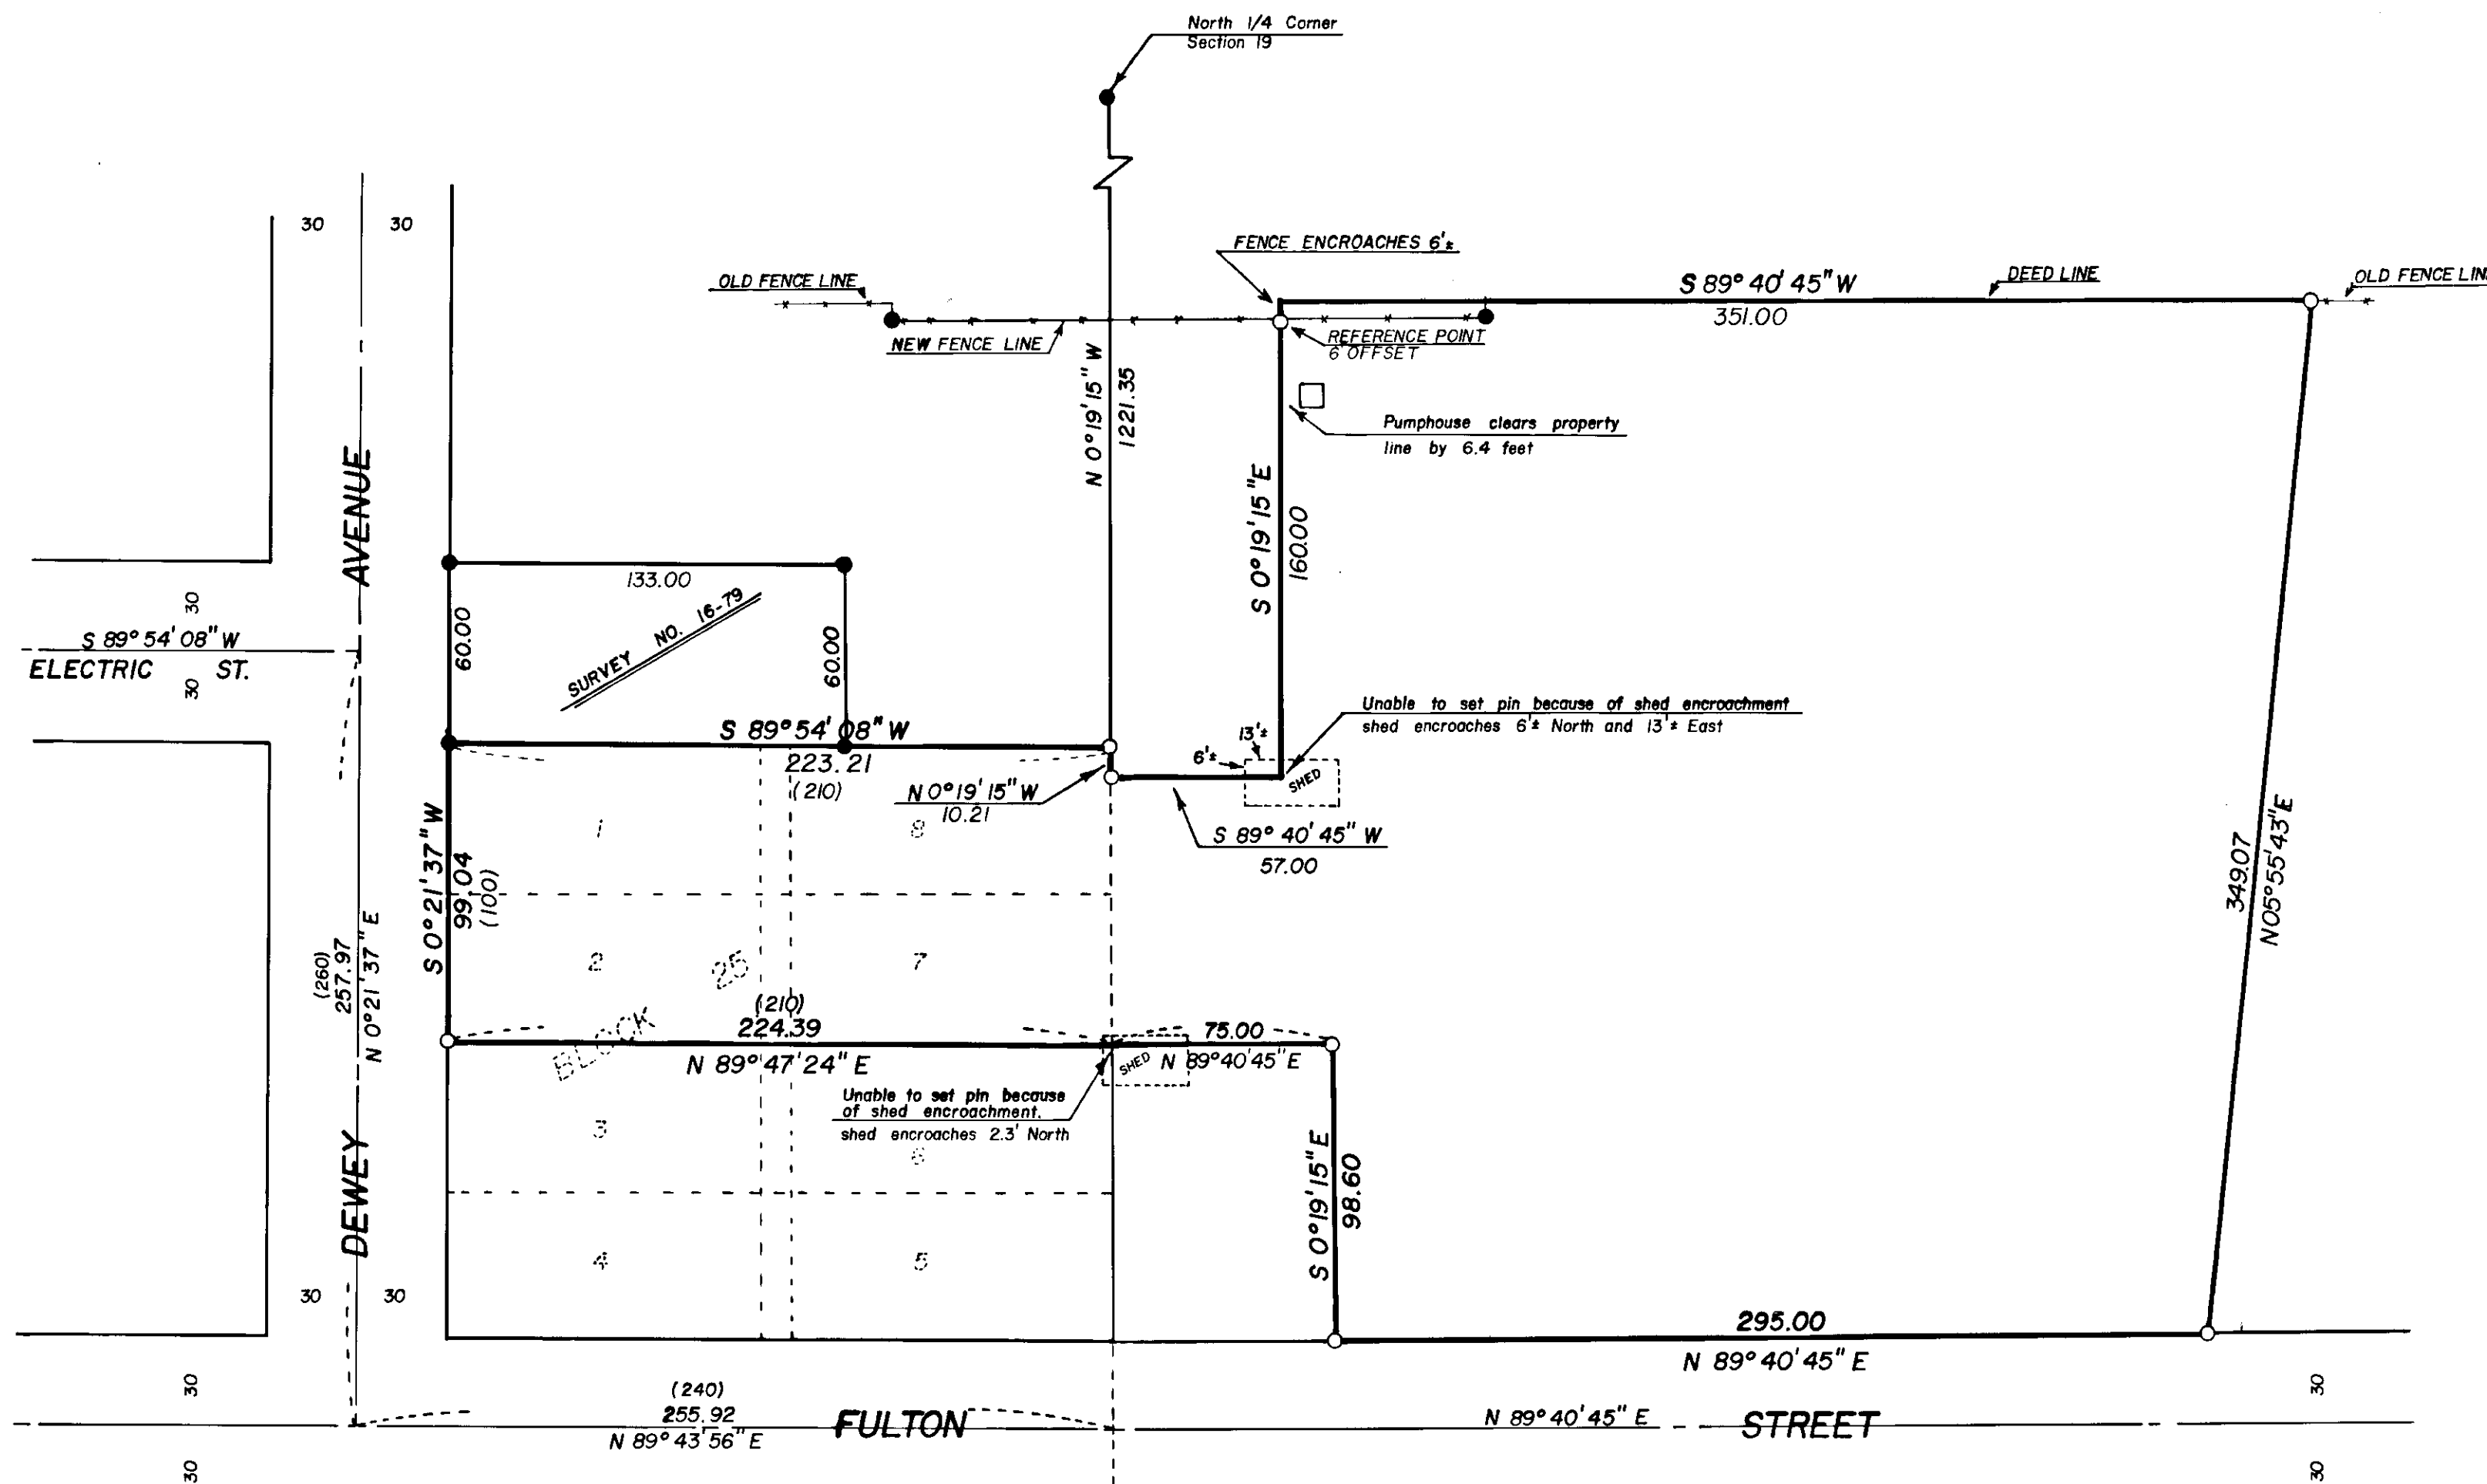 North 1/4 Corner
Section 19
30
30
FENCE ENCROACHES 6'±
OLD FENCE LINE
S 89° 40' 45" W
DEED LINE
OLD FENCE LINE
351.00
NEW FENCE LINE
REFERENCE POINT
6' OFFSET
N 0° 19' 15" W
1221.35
Pumphouse clears property
line by 6.4 feet
AVENUE
S 0° 19' 15" E
160.00
133.00
SURVEY NO. 16-79
60.00
60.00
30
S 89° 54' 08" W
ELECTRIC ST.
30
Unable to set pin because of shed encroachment
shed encroaches 6'± North and 13'± East
13'±
6'±
SHED
S 89° 54' 08" W
223.21
(210)
N 0° 19' 15" W
10.21
S 89° 40' 45" W
57.00
1
8
S 0° 21' 37" W
99.04
(100)
349.07
N 05° 55' 43" E
(260)
257.97
N 0° 21' 37" E
2
BLOCK 25
7
(210)
224.39
N 89° 47' 24" E
75.00
N 89° 40' 45" E
SHED
Unable to set pin because
of shed encroachment.
shed encroaches 2.3' North
3
6
DEWEY
S 0° 19' 15" E
98.60
4
5
30
30
295.00
N 89° 40' 45" E
30
30
(240)
255.92
N 89° 43' 56" E
FULTON
N 89° 40' 45" E
STREET
30
30